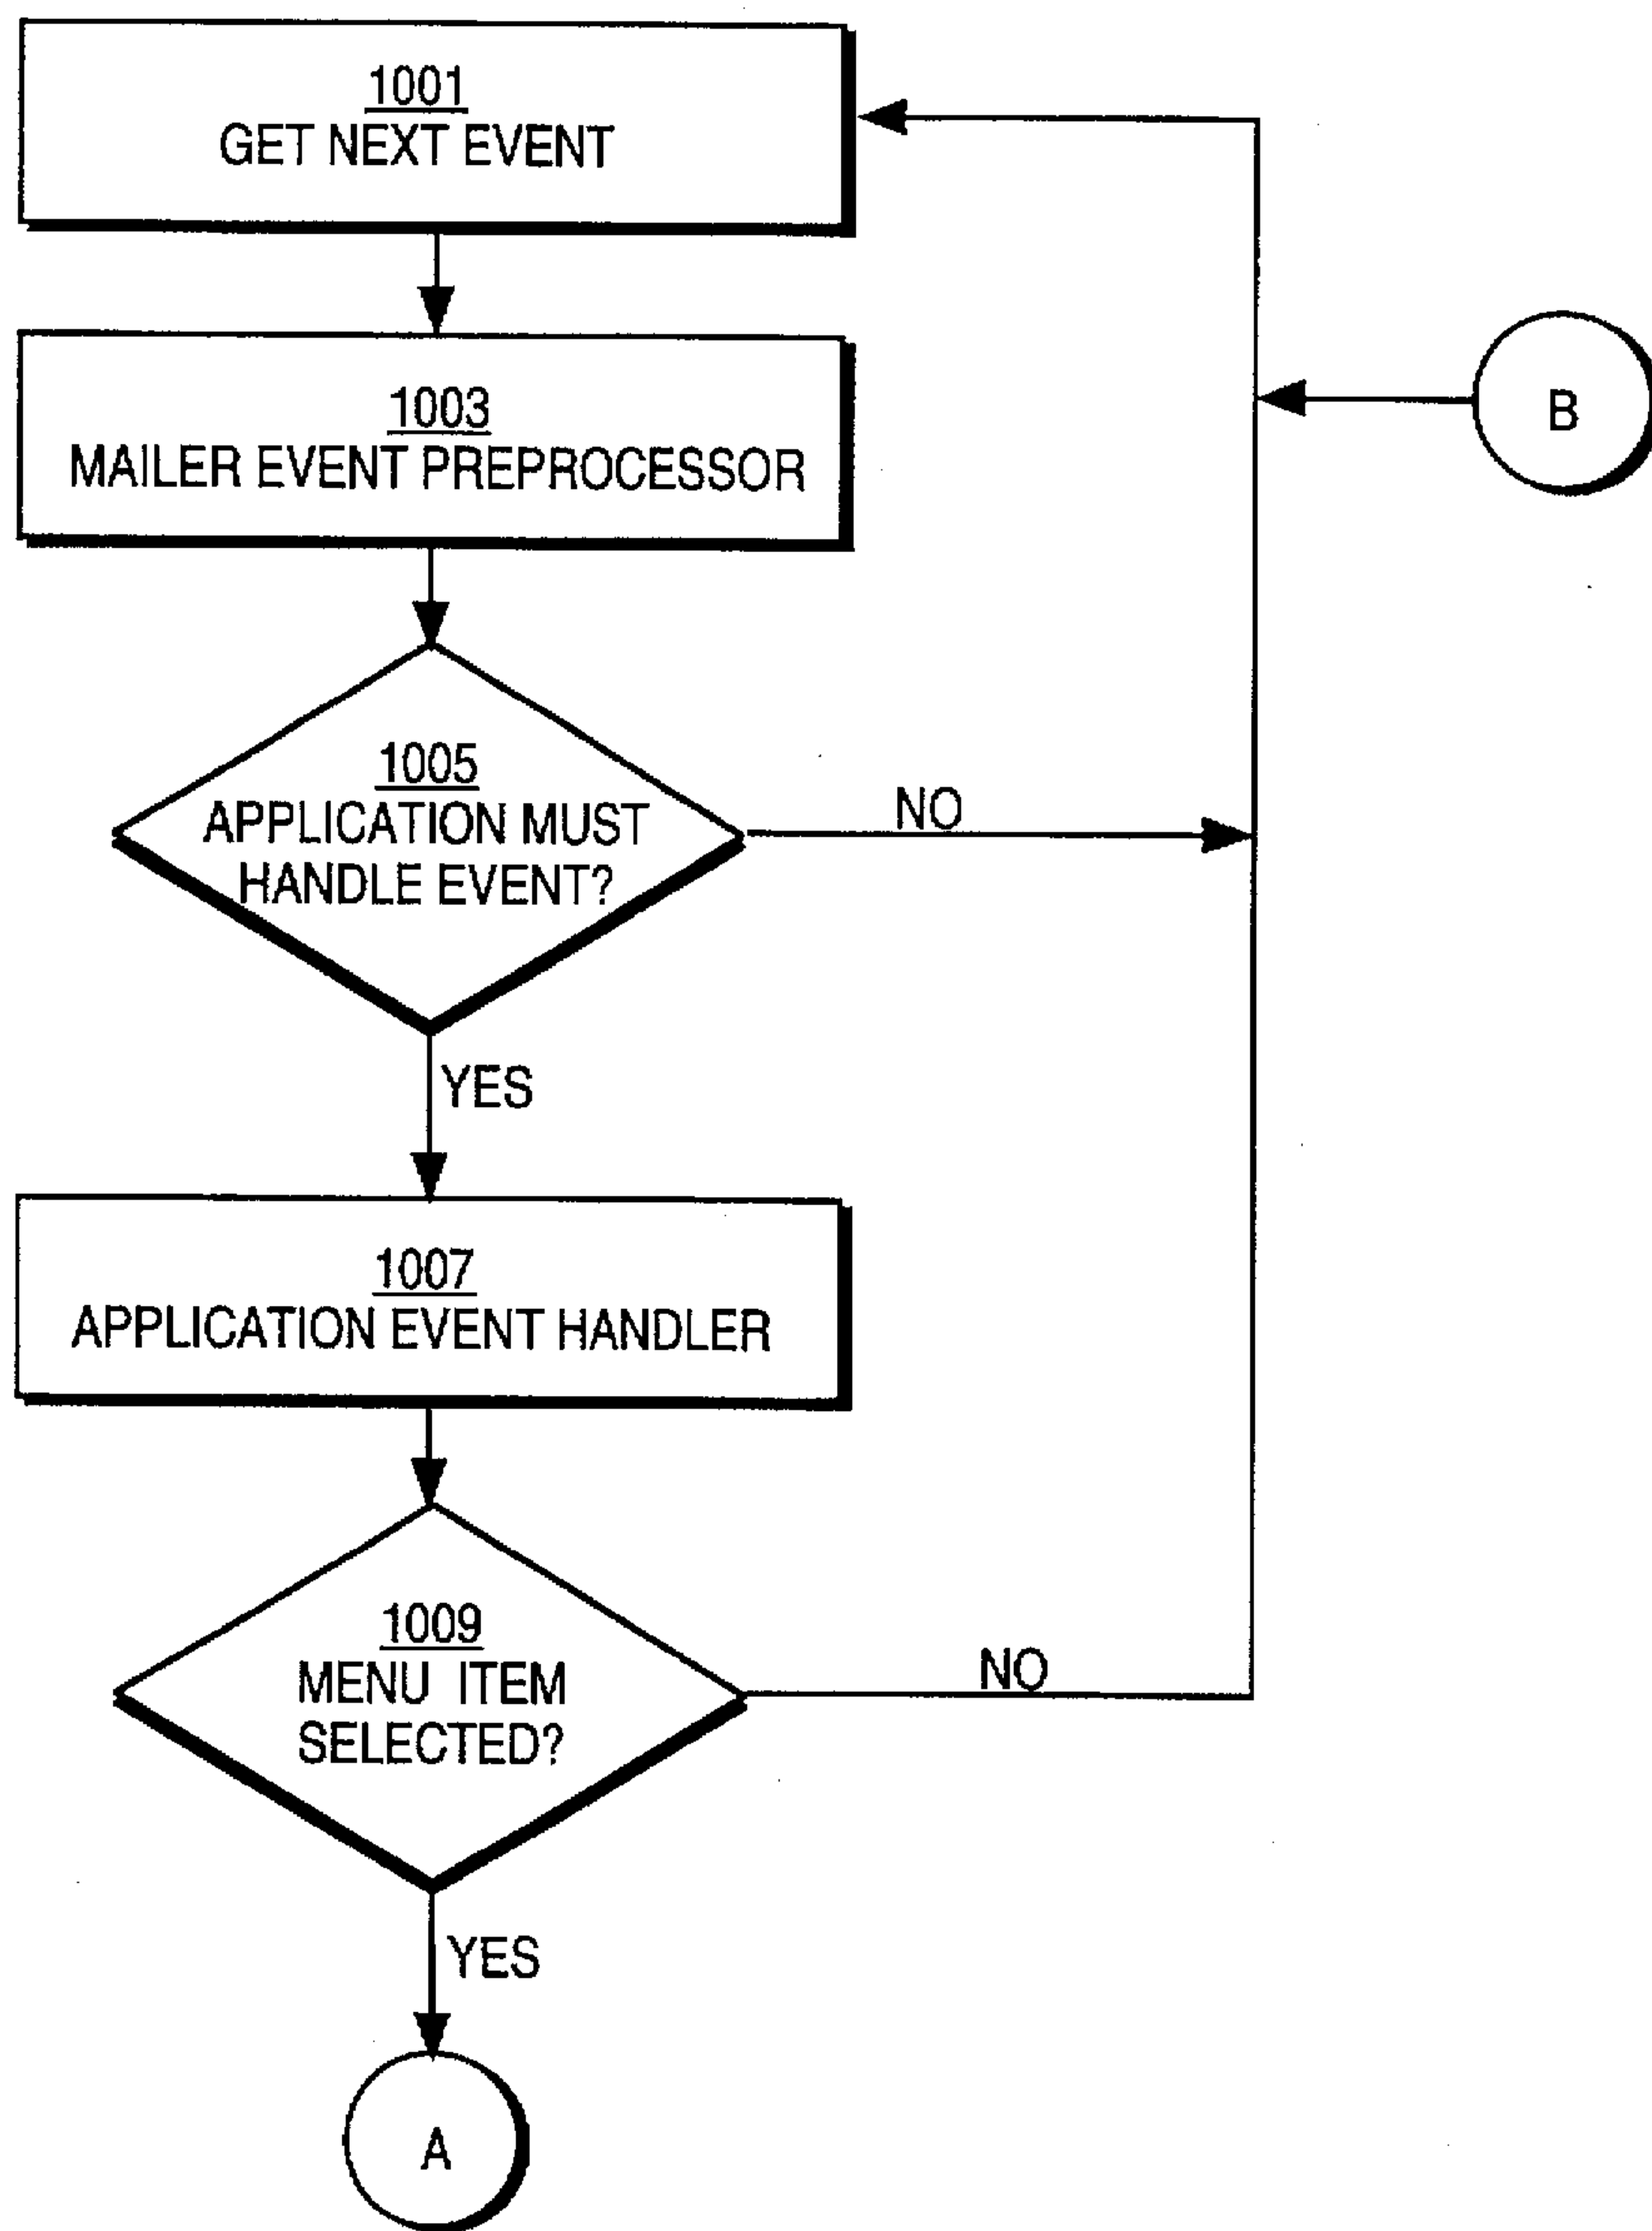 1001
GET NEXT EVENT
1003
MAILER EVENT PREPROCESSOR
B
1005
APPLICATION MUST
HANDLE EVENT?
NO
YES
1007
APPLICATION EVENT HANDLER
1009
MENU ITEM
SELECTED?
NO
YES
A